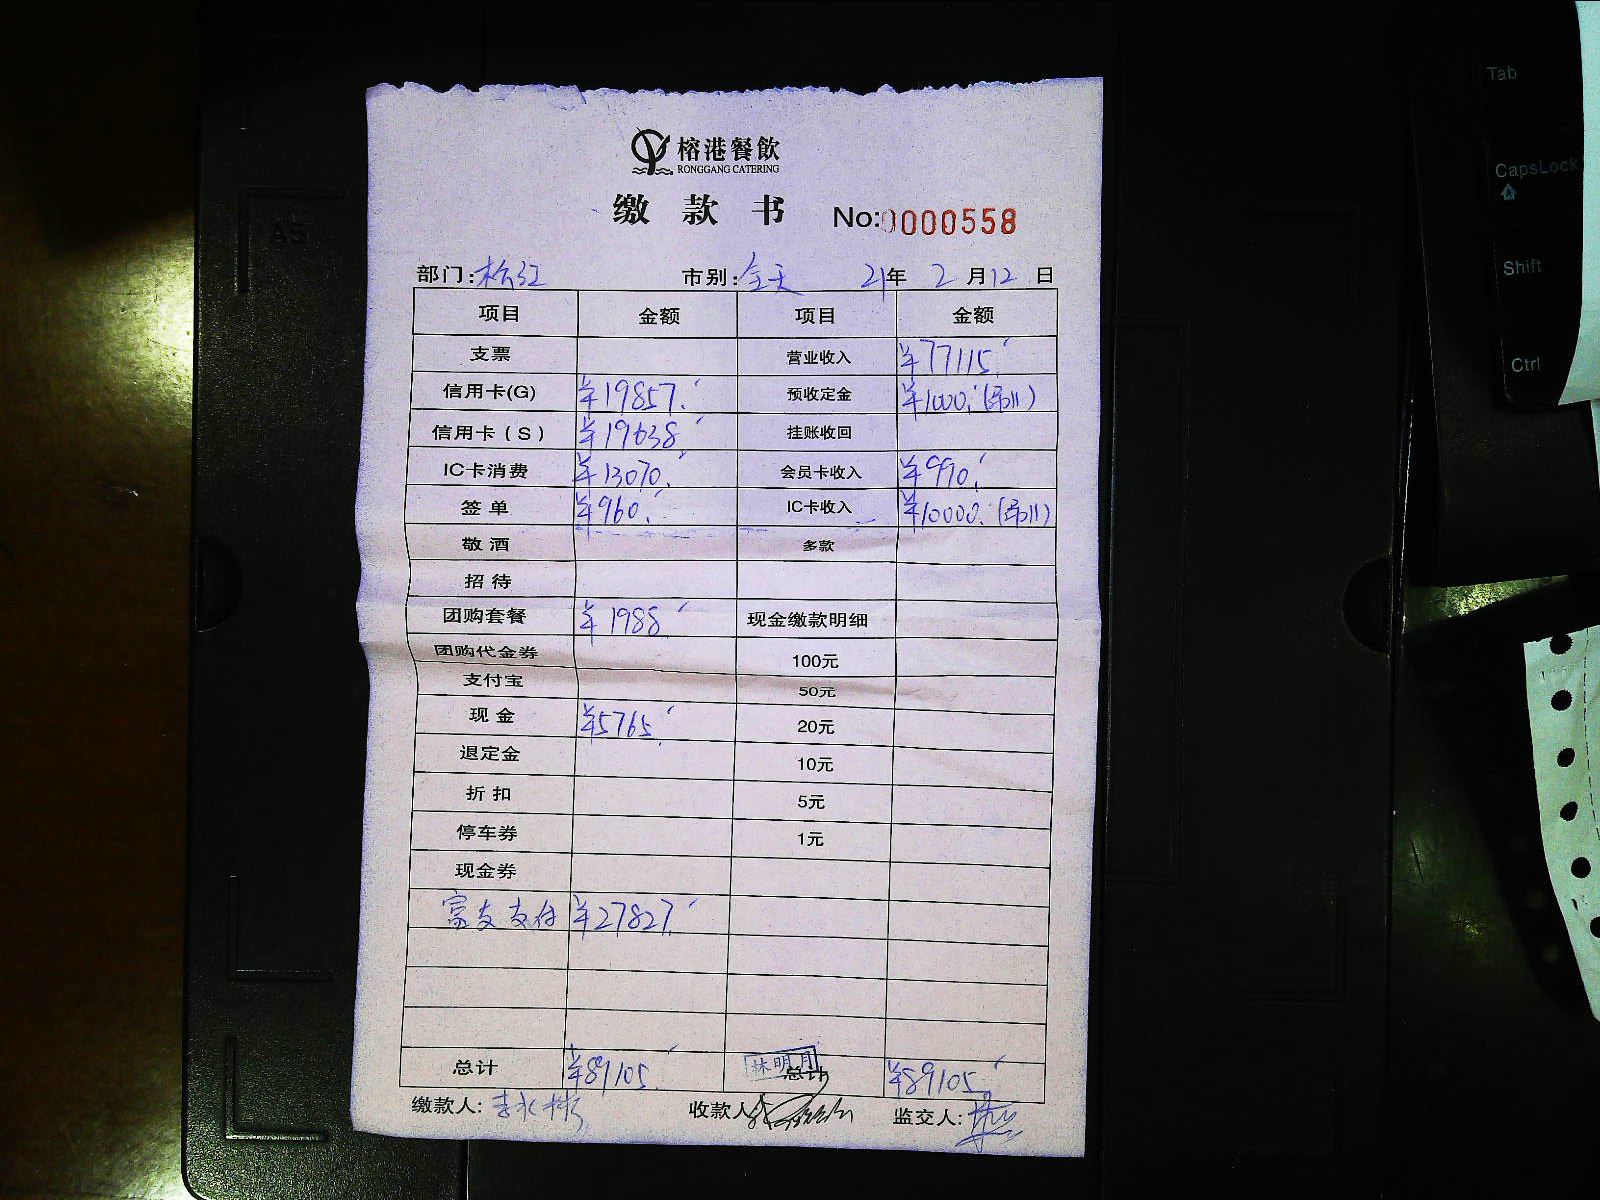 榕港餐飲
RONGGANG CATERING
缴 款 书 No:0000558
部门:松江 市别:全天 21年 2月12日
项目 金额 项目 金额
支票 营业收入 ¥77115.
信用卡(G) ¥19857. 预收定金 ¥1000.
信用卡(S) ¥19638 挂账收回
IC卡消费 ¥13070. 会员卡收入 ¥990.
签单 ¥960. IC卡收入 ¥10000.
敬酒 多款
招待
团购套餐 ¥1988 现金缴款明细
团购代金券 100元
支付宝 50元
现金 ¥5765. 20元
退定金 10元
折扣 5元
停车券 1元
现金券
富友支付 ¥27827.
总计 ¥89105. 林明月 总计 ¥89105.
缴款人: 收款人 监交人:
A5
Tab
CapsLock
Shift
Ctrl